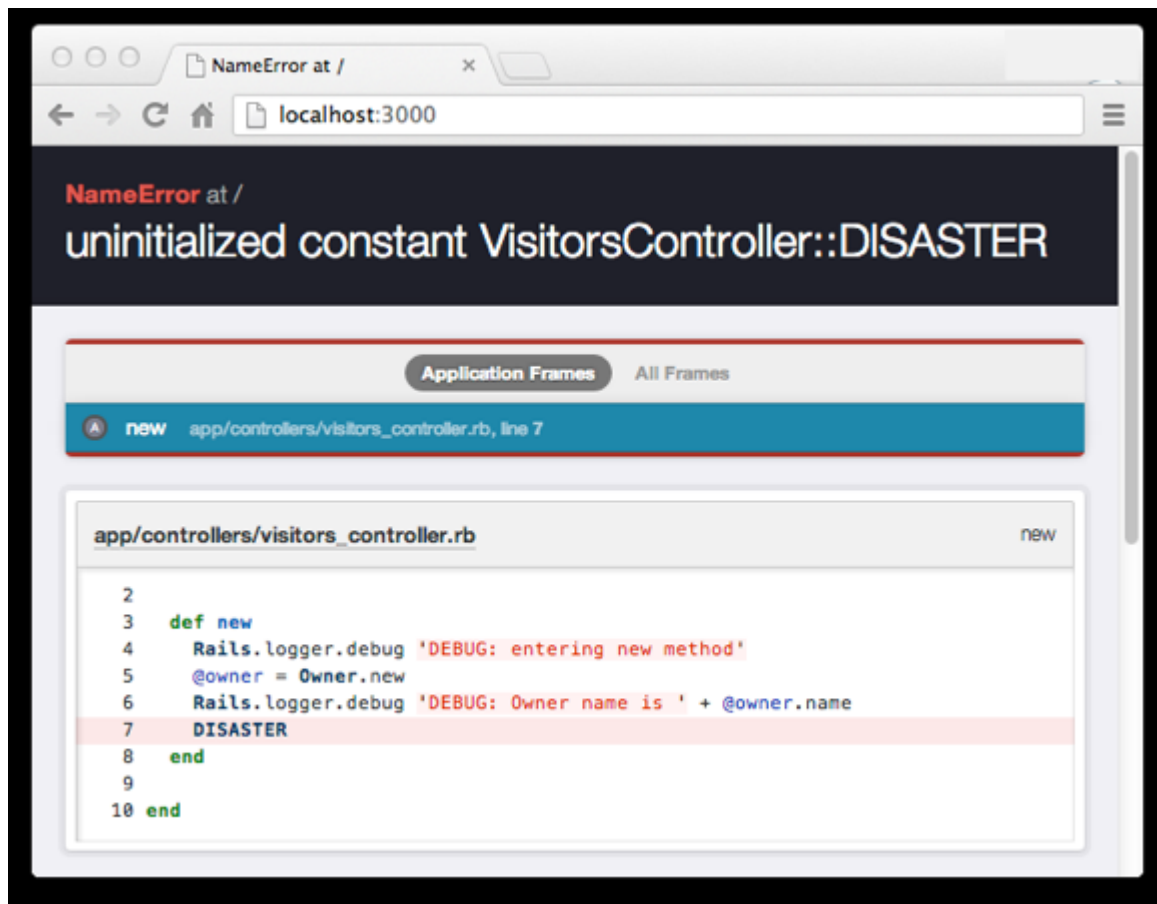 NameError at /
localhost:3000
NameError at /
uninitialized constant VisitorsController::DISASTER
Application Frames All Frames
A new app/controllers/visitors_controller.rb, line 7
app/controllers/visitors_controller.rb new
2
3 def new
4 Rails.logger.debug 'DEBUG: entering new method'
5 @owner = Owner.new
6 Rails.logger.debug 'DEBUG: Owner name is ' + @owner.name
7 DISASTER
8 end
9
10 end